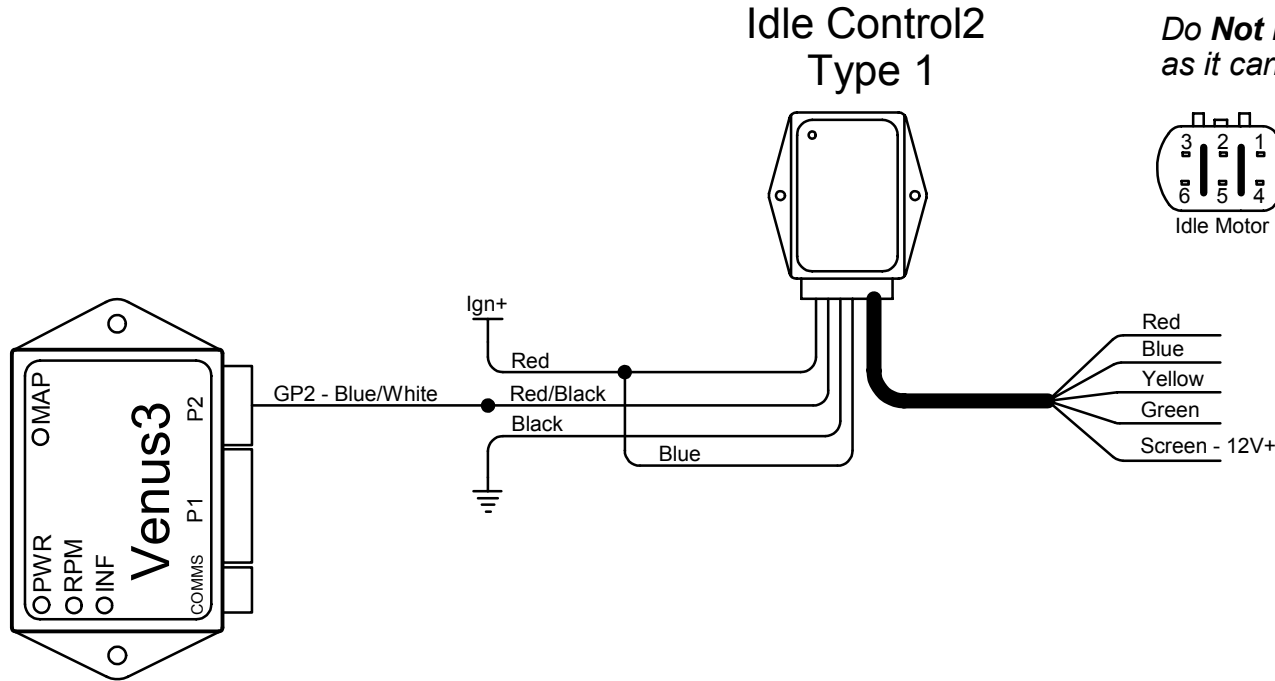 Idle Control2
Type 1
Do Not
as it can
3 2 1
6 5 4
Idle Motor
Ign+
Red
GP2 - Blue/White
Red/Black
Black
Blue
Red
Blue
Yellow
Green
Screen - 12V+
MAP
PWR
RPM
INF
Venus3
P2
P1
COMMS